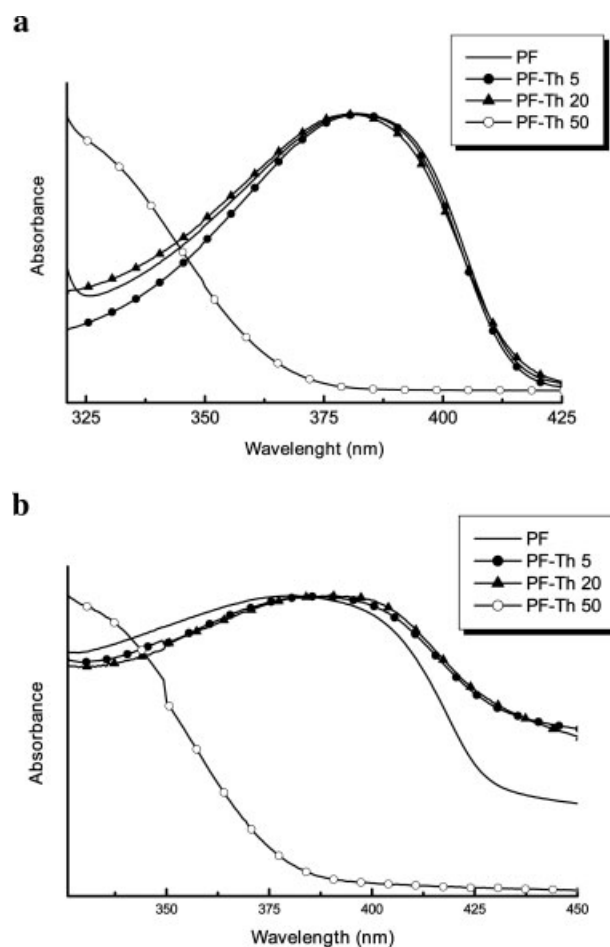 a
PF
PF-Th 5
PF-Th 20
PF-Th 50
Absorbance
325 350 375 400 425
Wavelenght (nm)
b
PF
PF-Th 5
PF-Th 20
PF-Th 50
Absorbance
350 375 400 425 450
Wavelength (nm)